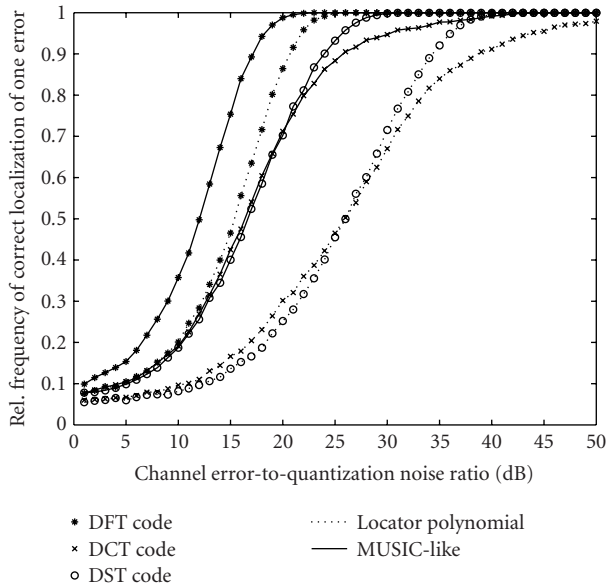 Rel. frequency of correct localization of one error
1
0.9
0.8
0.7
0.6
0.5
0.4
0.3
0.2
0.1
0
0 5 10 15 20 25 30 35 40 45 50
Channel error-to-quantization noise ratio (dB)
DFT code
DCT code
DST code
Locator polynomial
MUSIC-like